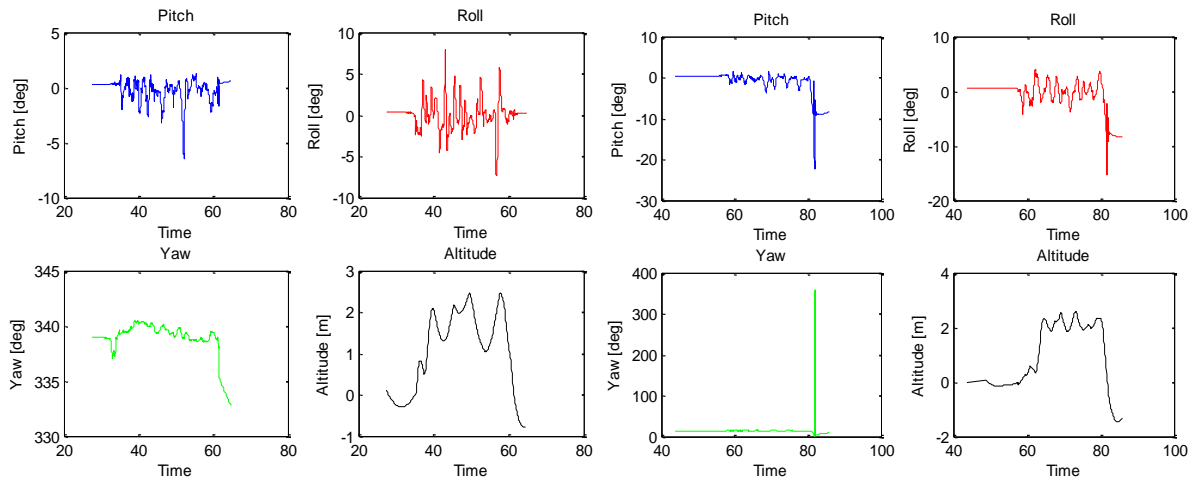 Pitch
5
0
-5
-10
Pitch [deg]
20 40 60 80
Time
Roll
10
5
0
-5
-10
Roll [deg]
20 40 60 80
Time
Pitch
10
0
-10
-20
-30
Pitch [deg]
40 60 80 100
Time
Roll
10
0
-10
-20
Roll [deg]
40 60 80 100
Time
Yaw
345
340
335
330
Yaw [deg]
20 40 60 80
Time
Altitude
3
2
1
0
-1
Altitude [m]
20 40 60 80
Time
Yaw
400
300
200
100
0
Yaw [deg]
40 60 80 100
Time
Altitude
4
2
0
-2
Altitude [m]
40 60 80 100
Time